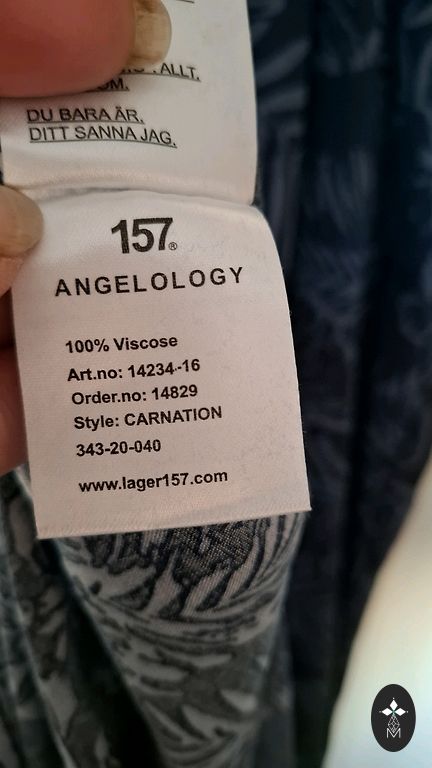 ALLT.
DU BARA ÄR.
DITT SANNA JAG.
157®
ANGELOLOGY
100% Viscose
Art.no: 14234-16
Order.no: 14829
Style: CARNATION
343-20-040
www.lager157.com
M